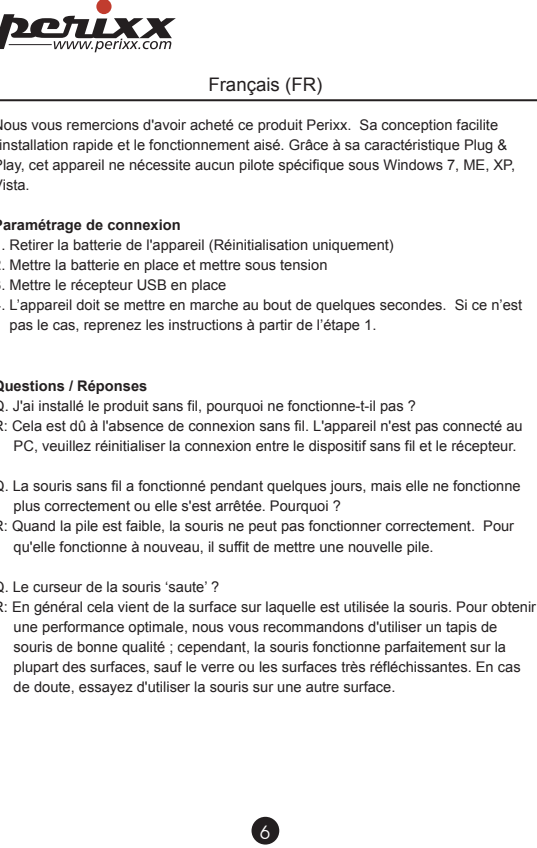 perixx
www.perixx.com
Français (FR)
Nous vous remercions d'avoir acheté ce produit Perixx.  Sa conception facilite
l'installation rapide et le fonctionnement aisé. Grâce à sa caractéristique Plug &
Play, cet appareil ne nécessite aucun pilote spécifique sous Windows 7, ME, XP,
Vista.
Paramétrage de connexion
1. Retirer la batterie de l'appareil (Réinitialisation uniquement)
2. Mettre la batterie en place et mettre sous tension
3. Mettre le récepteur USB en place
4. L’appareil doit se mettre en marche au bout de quelques secondes.  Si ce n’est
pas le cas, reprenez les instructions à partir de l’étape 1.
Questions / Réponses
Q. J'ai installé le produit sans fil, pourquoi ne fonctionne-t-il pas ?
R: Cela est dû à l'absence de connexion sans fil. L'appareil n'est pas connecté au
PC, veuillez réinitialiser la connexion entre le dispositif sans fil et le récepteur.
Q. La souris sans fil a fonctionné pendant quelques jours, mais elle ne fonctionne
plus correctement ou elle s'est arrêtée. Pourquoi ?
R: Quand la pile est faible, la souris ne peut pas fonctionner correctement.  Pour
qu'elle fonctionne à nouveau, il suffit de mettre une nouvelle pile.
Q. Le curseur de la souris ‘saute’ ?
R: En général cela vient de la surface sur laquelle est utilisée la souris. Pour obtenir
une performance optimale, nous vous recommandons d'utiliser un tapis de
souris de bonne qualité ; cependant, la souris fonctionne parfaitement sur la
plupart des surfaces, sauf le verre ou les surfaces très réfléchissantes. En cas
de doute, essayez d'utiliser la souris sur une autre surface.
6